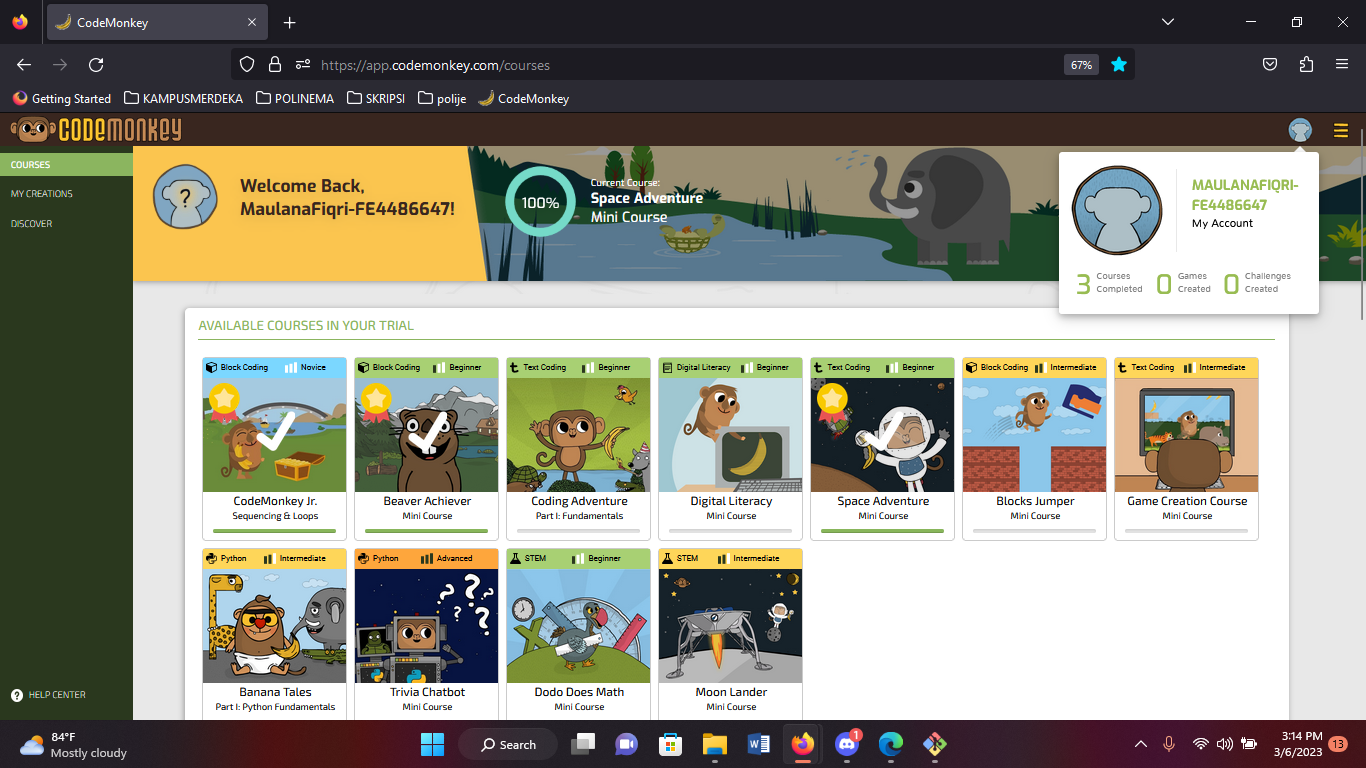 CodeMonkey
https://app.codemonkey.com/courses
67%
Getting Started
KAMPUSMERDEKA
POLINEMA
SKRIPSI
polije
CodeMonkey
CODEMONKEY
COURSES
MY CREATIONS
DISCOVER
HELP CENTER
?
Welcome Back,
MaulanaFiqri-FE4486647!
100%
Current Course:
Space Adventure
Mini Course
MAULANAFIQRI-
FE4486647
My Account
3 Courses Completed
0 Games Created
0 Challenges Created
AVAILABLE COURSES IN YOUR TRIAL
Block Coding Novice
CodeMonkey Jr.
Sequencing & Loops
Block Coding Beginner
Beaver Achiever
Mini Course
Text Coding Beginner
Coding Adventure
Part I: Fundamentals
Digital Literacy Beginner
Digital Literacy
Mini Course
Text Coding Beginner
Space Adventure
Mini Course
Block Coding Intermediate
Blocks Jumper
Mini Course
Text Coding Intermediate
Game Creation Course
Mini Course
Python Intermediate
Banana Tales
Part I: Python Fundamentals
Python Advanced
? ? ? ?
Trivia Chatbot
Mini Course
STEM Beginner
Dodo Does Math
Mini Course
STEM Intermediate
Moon Lander
Mini Course
84°F
Mostly cloudy
Search
1
3:14 PM
3/6/2023
13